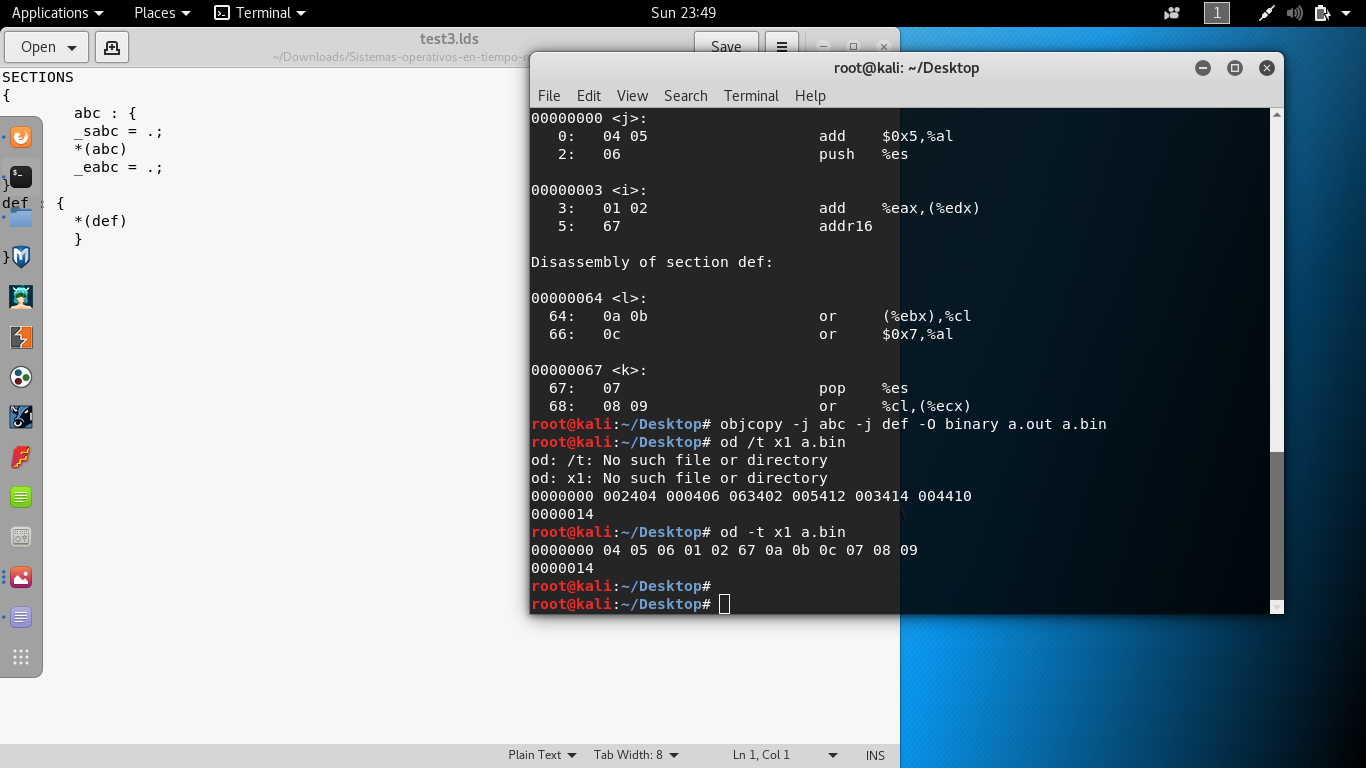 Applications Places Terminal Sun 23:49 1
Open test3.lds Save
~/Downloads/Sistemas-operativos-en-tiempo-r
SECTIONS
{
abc : {
_sabc = .;
*(abc)
_eabc = .;
}
def : {
*(def)
}
}
Plain Text Tab Width: 8 Ln 1, Col 1 INS
root@kali: ~/Desktop
File Edit View Search Terminal Help
00000000 <j>:
0: 04 05 add $0x5,%al
2: 06 push %es
00000003 <i>:
3: 01 02 add %eax,(%edx)
5: 67 addr16
Disassembly of section def:
00000064 <l>:
64: 0a 0b or (%ebx),%cl
66: 0c or $0x7,%al
00000067 <k>:
67: 07 pop %es
68: 08 09 or %cl,(%ecx)
root@kali:~/Desktop# objcopy -j abc -j def -O binary a.out a.bin
root@kali:~/Desktop# od /t x1 a.bin
od: /t: No such file or directory
od: x1: No such file or directory
0000000 002404 000406 063402 005412 003414 004410
0000014
root@kali:~/Desktop# od -t x1 a.bin
0000000 04 05 06 01 02 67 0a 0b 0c 07 08 09
0000014
root@kali:~/Desktop#
root@kali:~/Desktop#